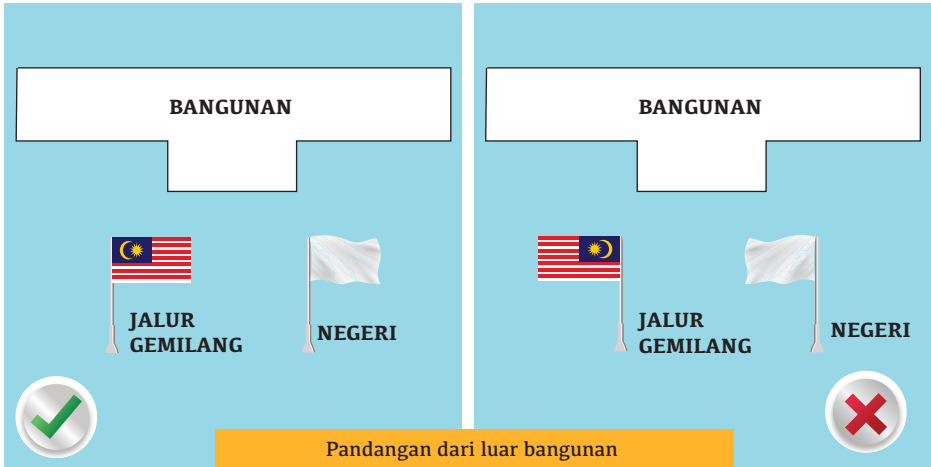 BANGUNAN
JALUR
GEMILANG
NEGERI
BANGUNAN
JALUR
GEMILANG
NEGERI
Pandangan dari luar bangunan